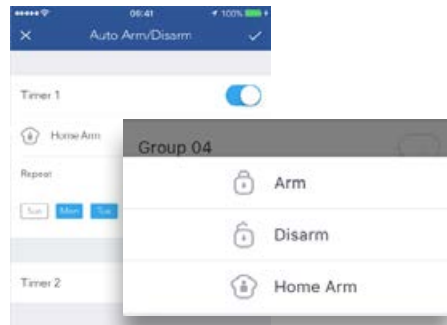 09:41 100%
Auto Arm/Disarm
Timer 1
Home Arm
Repeat
Sun Mon Tue
Timer 2
Group 04
Arm
Disarm
Home Arm